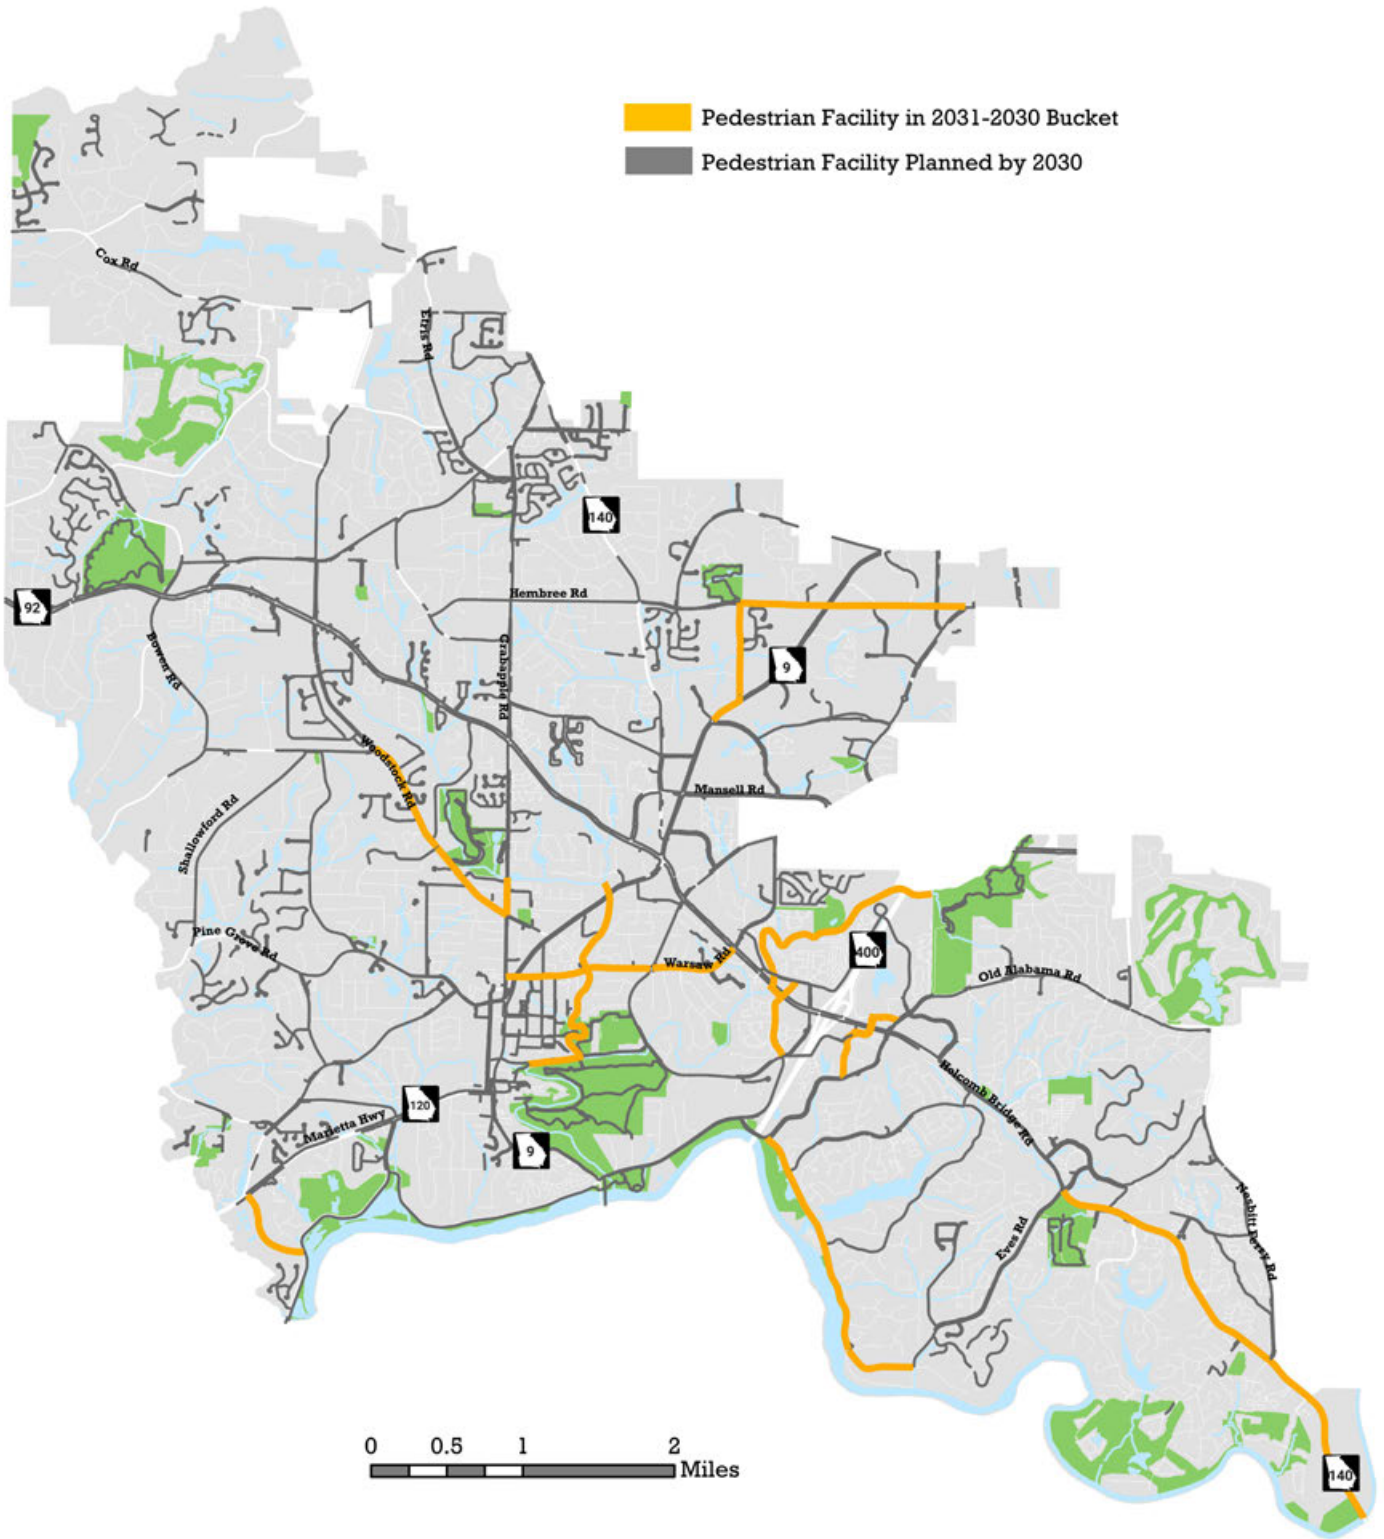 Pedestrian Facility in 2031-2030 Bucket
Pedestrian Facility Planned by 2030
Cox Rd
Etris Rd
140
Hembree Rd
92
Bowen Rd
Crabapple Rd
9
Woodstock Rd
Mansell Rd
Shallowford Rd
Pine Grove Rd
Warsaw Rd
400
Old Alabama Rd
Holcomb Bridge Rd
120
Marietta Hwy
9
Nesbitt Ferry Rd
Eves Rd
0 0.5 1 2
Miles
140